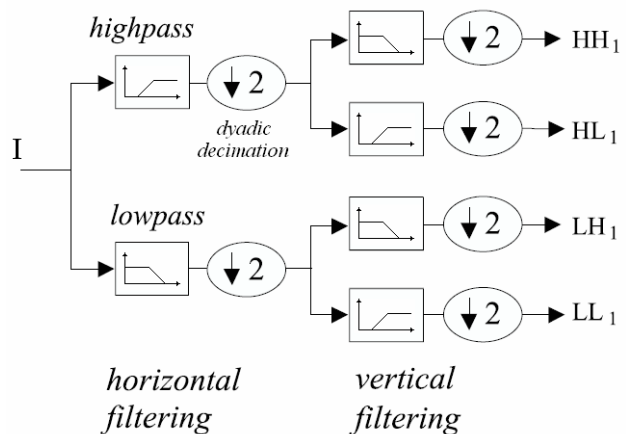 highpass
↓ 2
dyadic
decimation
↓ 2
HH1
↓ 2
HL1
I
lowpass
↓ 2
↓ 2
LH1
↓ 2
LL1
horizontal
filtering
vertical
filtering